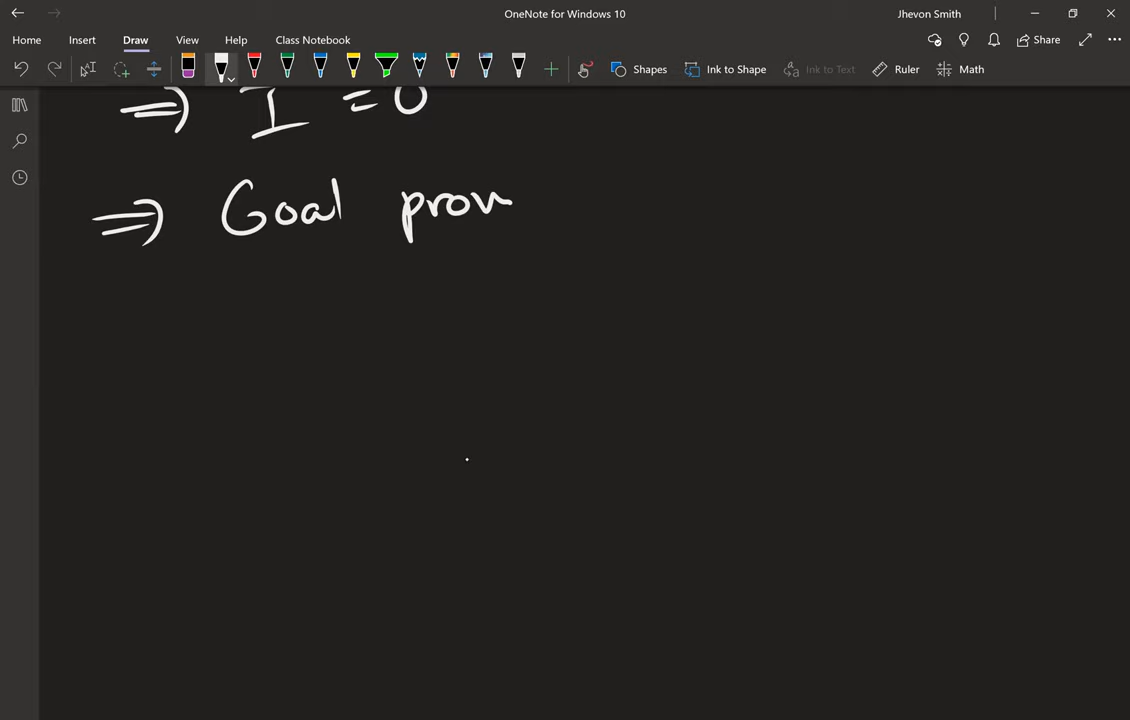 OneNote for Windows 10
Jhevon Smith
Home Insert Draw View Help Class Notebook
Share
Shapes Ink to Shape Ink to Text Ruler Math
⇒ I = 0
⇒ Goal prov